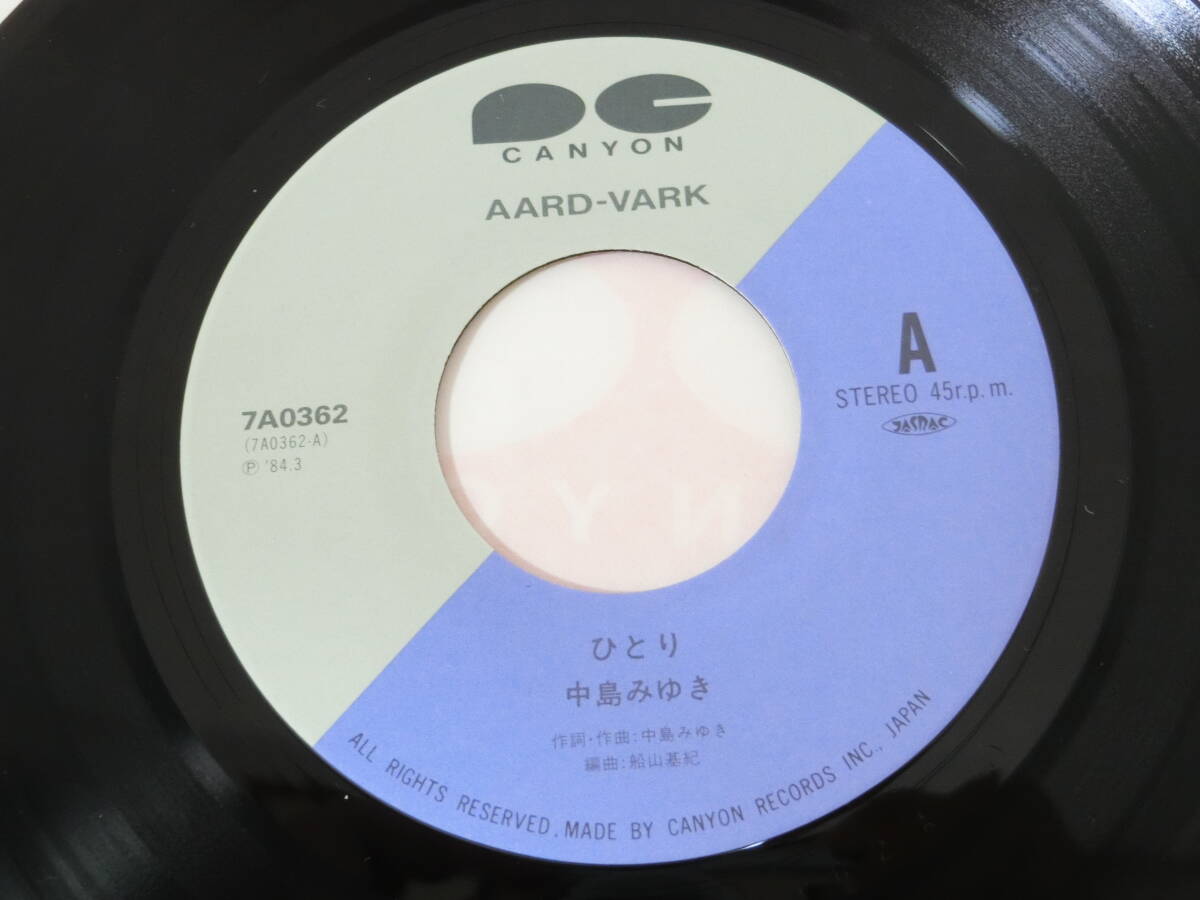 CANYON
AARD-VARK
A
STEREO 45r.p.m.
JASRAC
7A0362
(7A0362-A)
Ⓟ '84.3
ひとり
中島みゆき
作詞・作曲:中島みゆき
編曲:船山基紀
ALL RIGHTS RESERVED. MADE BY CANYON RECORDS INC., JAPAN